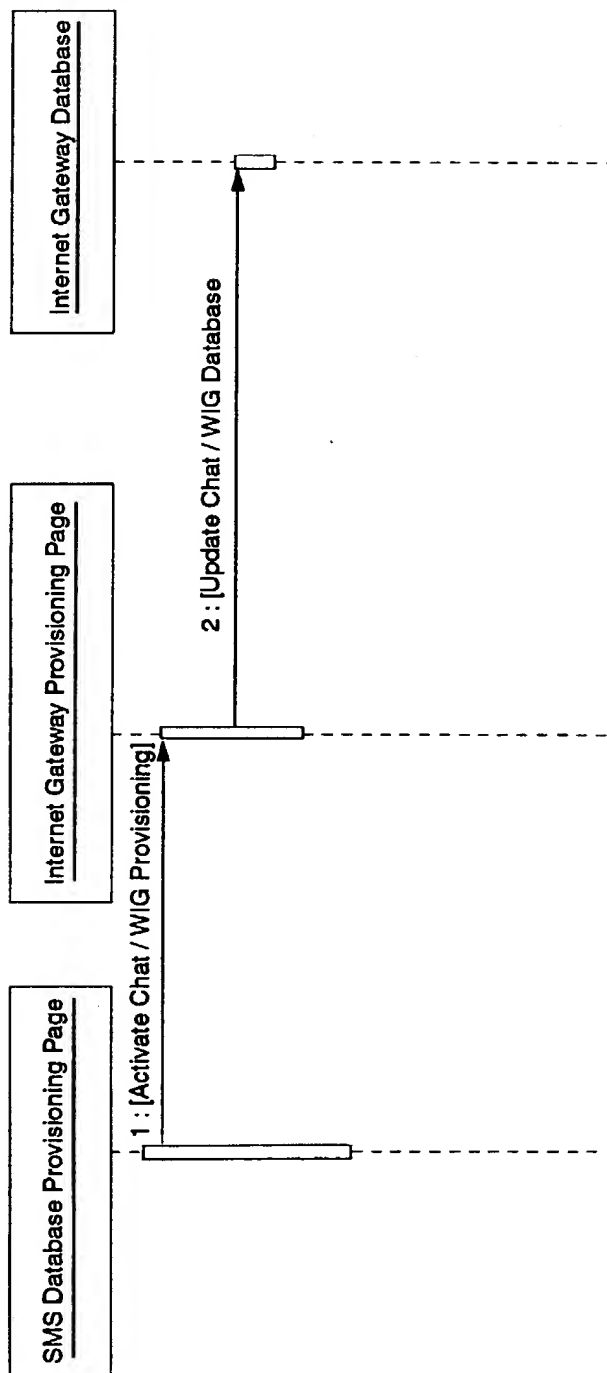 SMS Database Provisioning Page
Internet Gateway Provisioning Page
Internet Gateway Database
1 : [Activate Chat / WIG Provisioning]
2 : [Update Chat / WIG Database